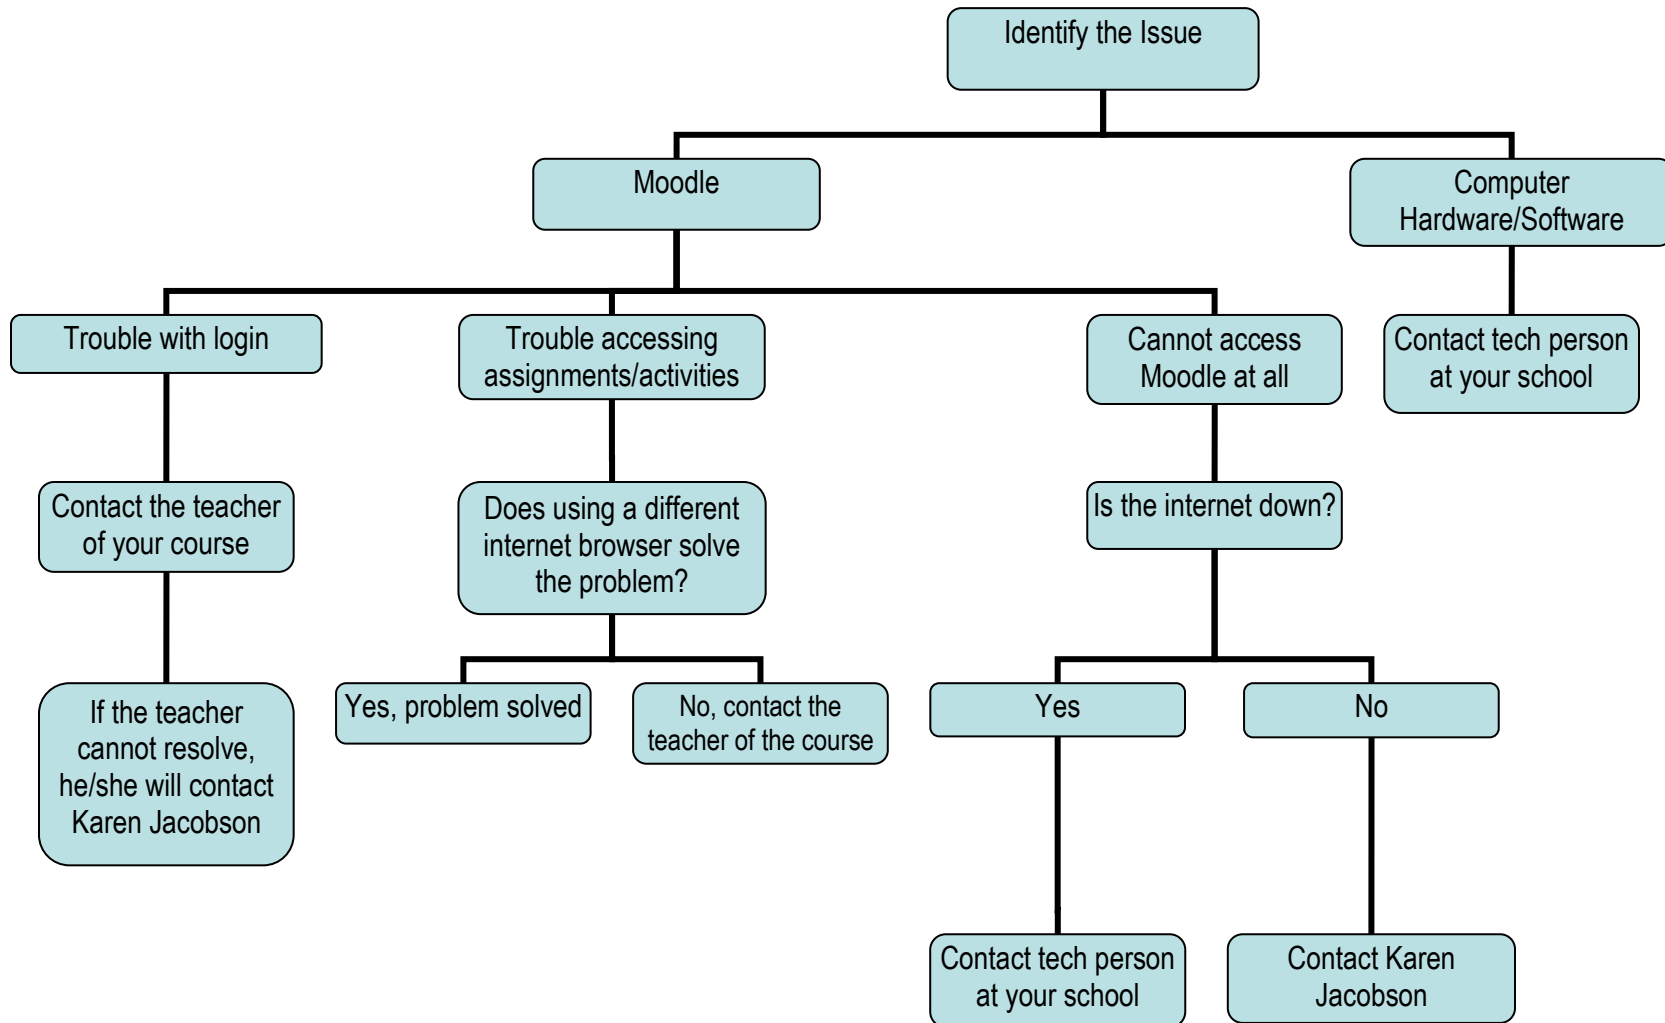 Identify the Issue
Moodle
Computer
Hardware/Software
Trouble with login
Trouble accessing
assignments/activities
Cannot access
Moodle at all
Contact tech person
at your school
Contact the teacher
of your course
Does using a different
internet browser solve
the problem?
Is the internet down?
If the teacher
cannot resolve,
he/she will contact
Karen Jacobson
Yes, problem solved
No, contact the
teacher of the course
Yes
No
Contact tech person
at your school
Contact Karen
Jacobson